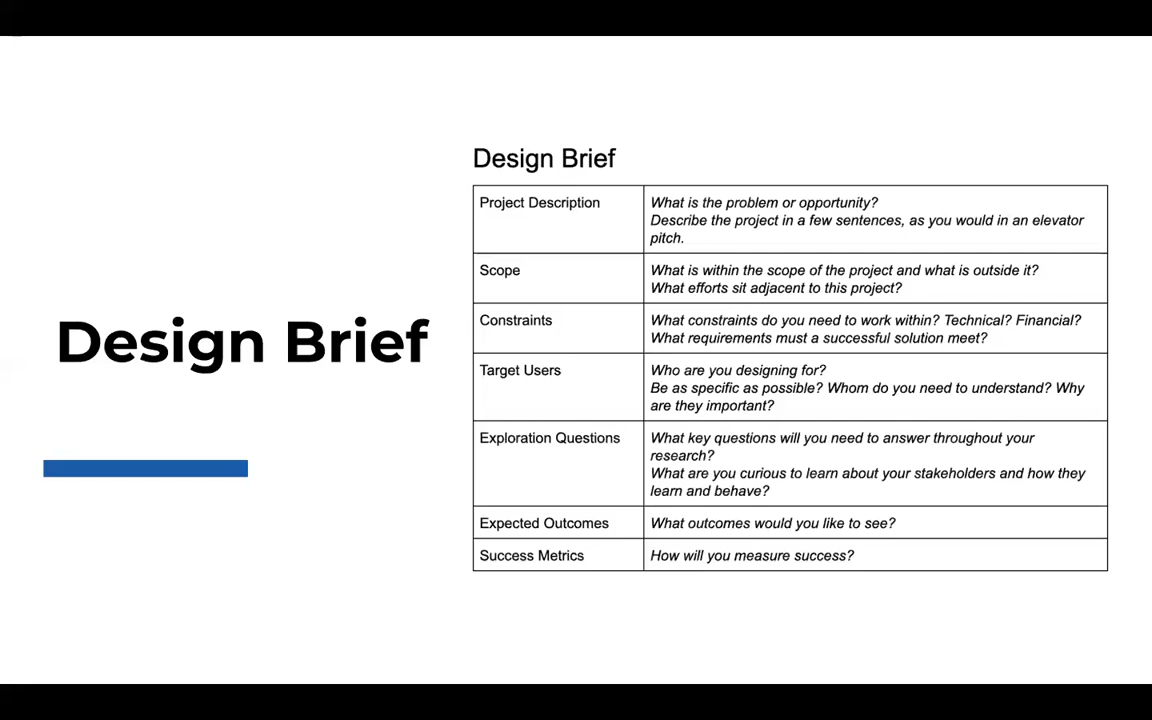 Design Brief
Design Brief
Project Description
What is the problem or opportunity?
Describe the project in a few sentences, as you would in an elevator
pitch.
Scope
What is within the scope of the project and what is outside it?
What efforts sit adjacent to this project?
Constraints
What constraints do you need to work within? Technical? Financial?
What requirements must a successful solution meet?
Target Users
Who are you designing for?
Be as specific as possible? Whom do you need to understand? Why
are they important?
Exploration Questions
What key questions will you need to answer throughout your
research?
What are you curious to learn about your stakeholders and how they
learn and behave?
Expected Outcomes
What outcomes would you like to see?
Success Metrics
How will you measure success?